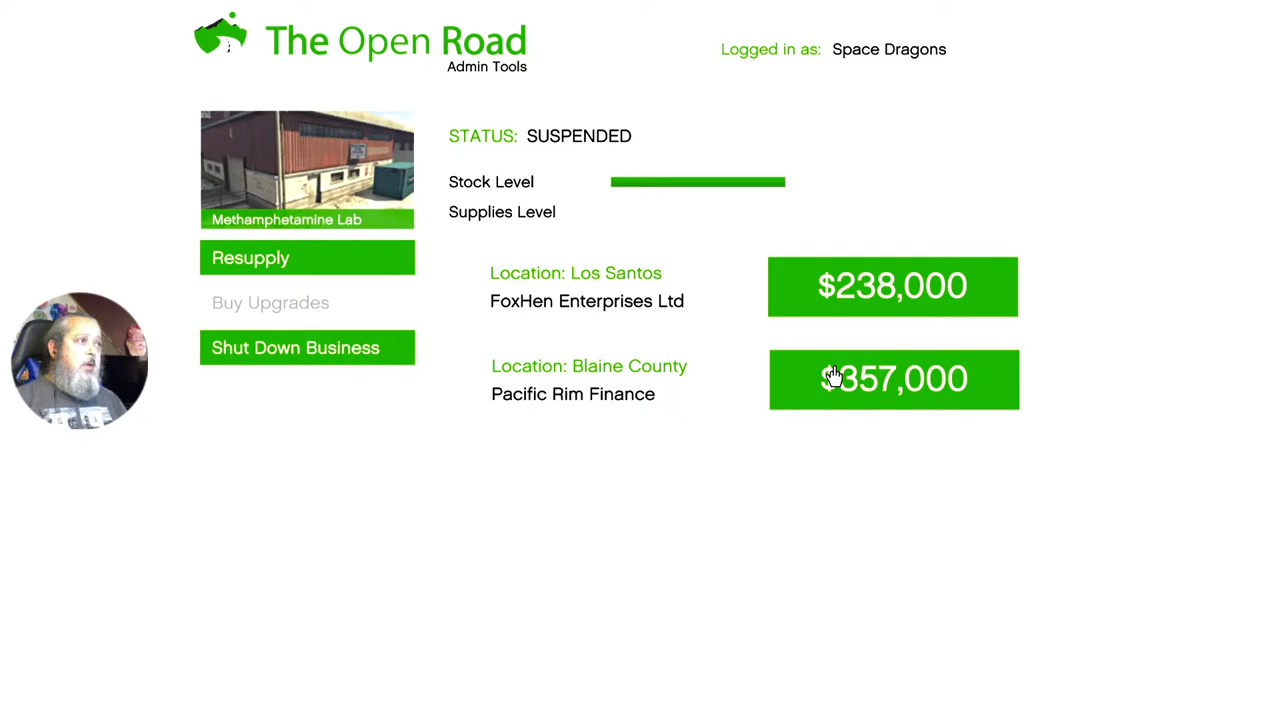 The Open Road
Admin Tools
Logged in as: Space Dragons
Methamphetamine Lab
Resupply
Buy Upgrades
Shut Down Business
STATUS: SUSPENDED
Stock Level
Supplies Level
Location: Los Santos
FoxHen Enterprises Ltd
$238,000
Location: Blaine County
Pacific Rim Finance
$357,000